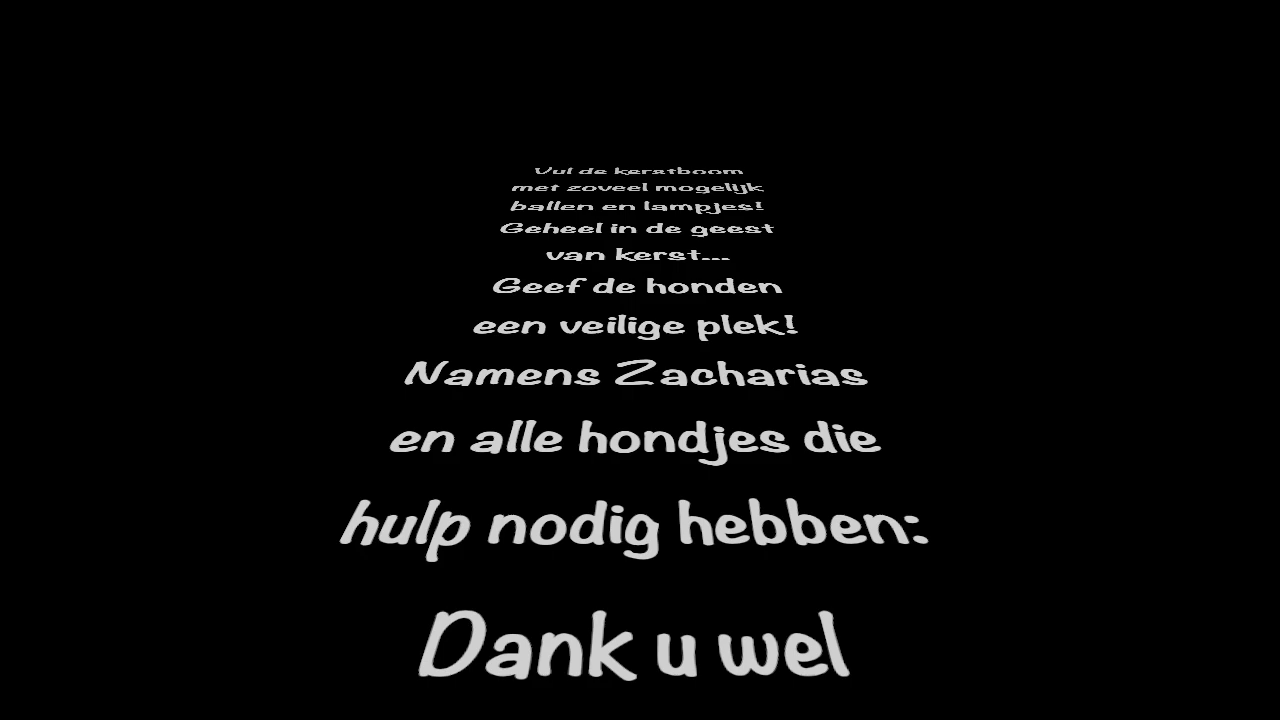 Vul de kerstboom
met zoveel mogelijk
ballen en lampjes!
Geheel in de geest
van kerst...
Geef de honden
een veilige plek!
Namens Zacharias
en alle hondjes die
hulp nodig hebben:
Dank u wel